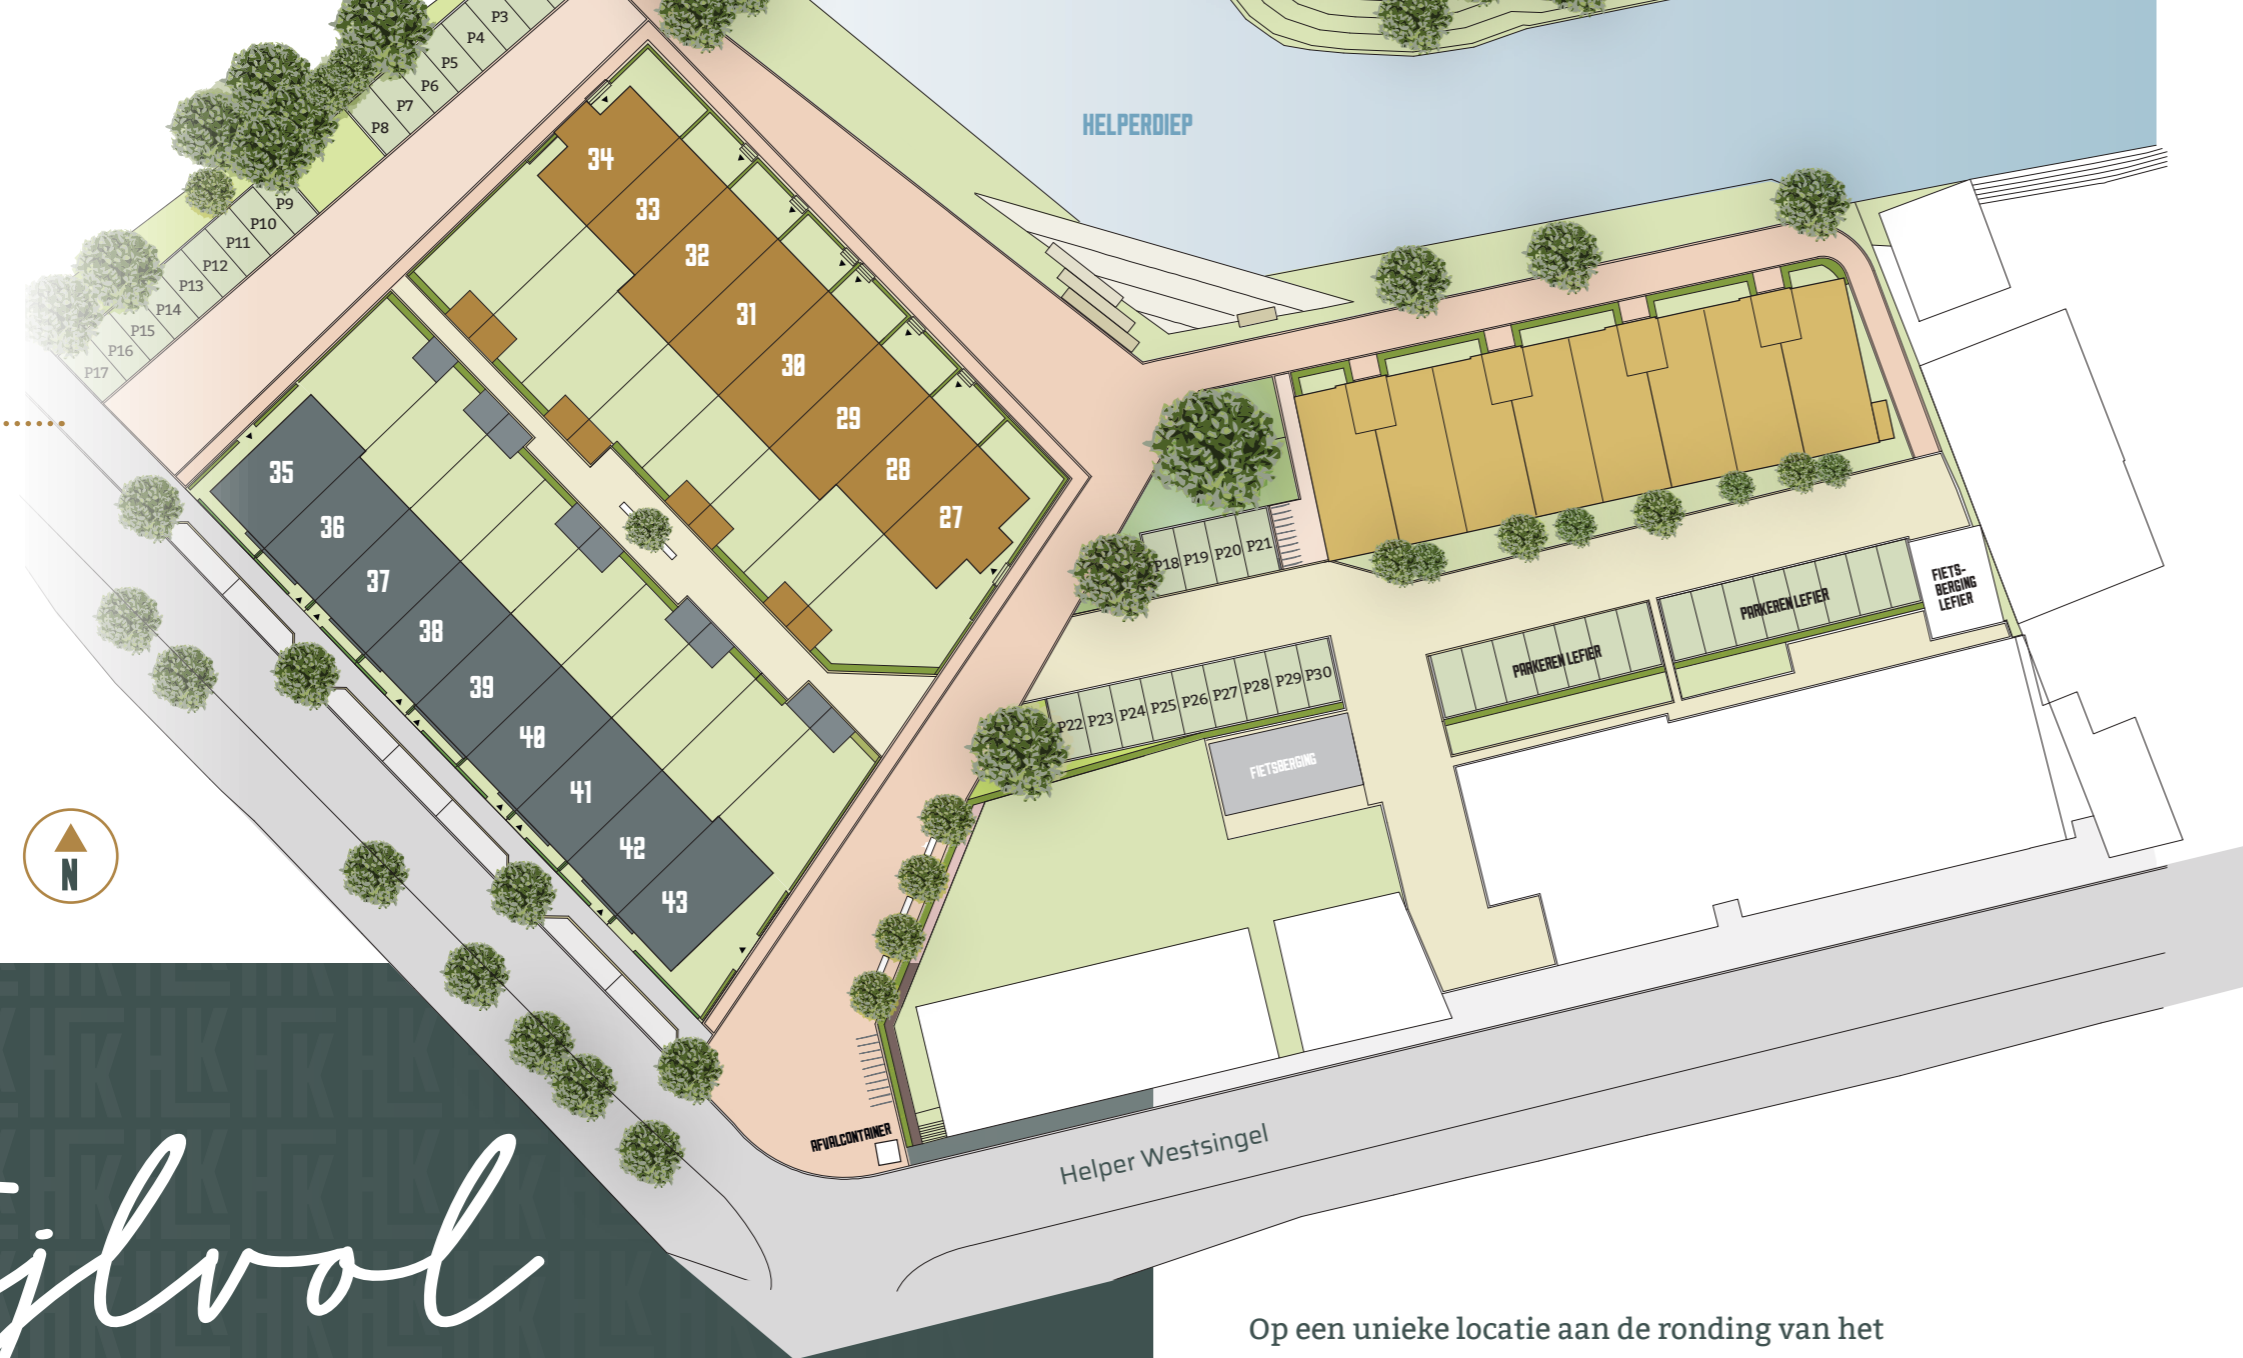 P3
P4
P5
P6
P7
P8
P9
P10
P11
P12
P13
P14
P15
P16
P17
HELPERDIEP
34
33
32
31
30
29
28
27
35
36
37
38
39
40
41
42
43
P18
P19
P20
P21
P22
P23
P24
P25
P26
P27
P28
P29
P30
PARKEREN LEFIER
PARKEREN LEFIER
FIETS-
BERGING
LEFIER
FIETSBERGING
N
AFVALCONTAINER
Helper Westsingel
Op een unieke locatie aan de ronding van het